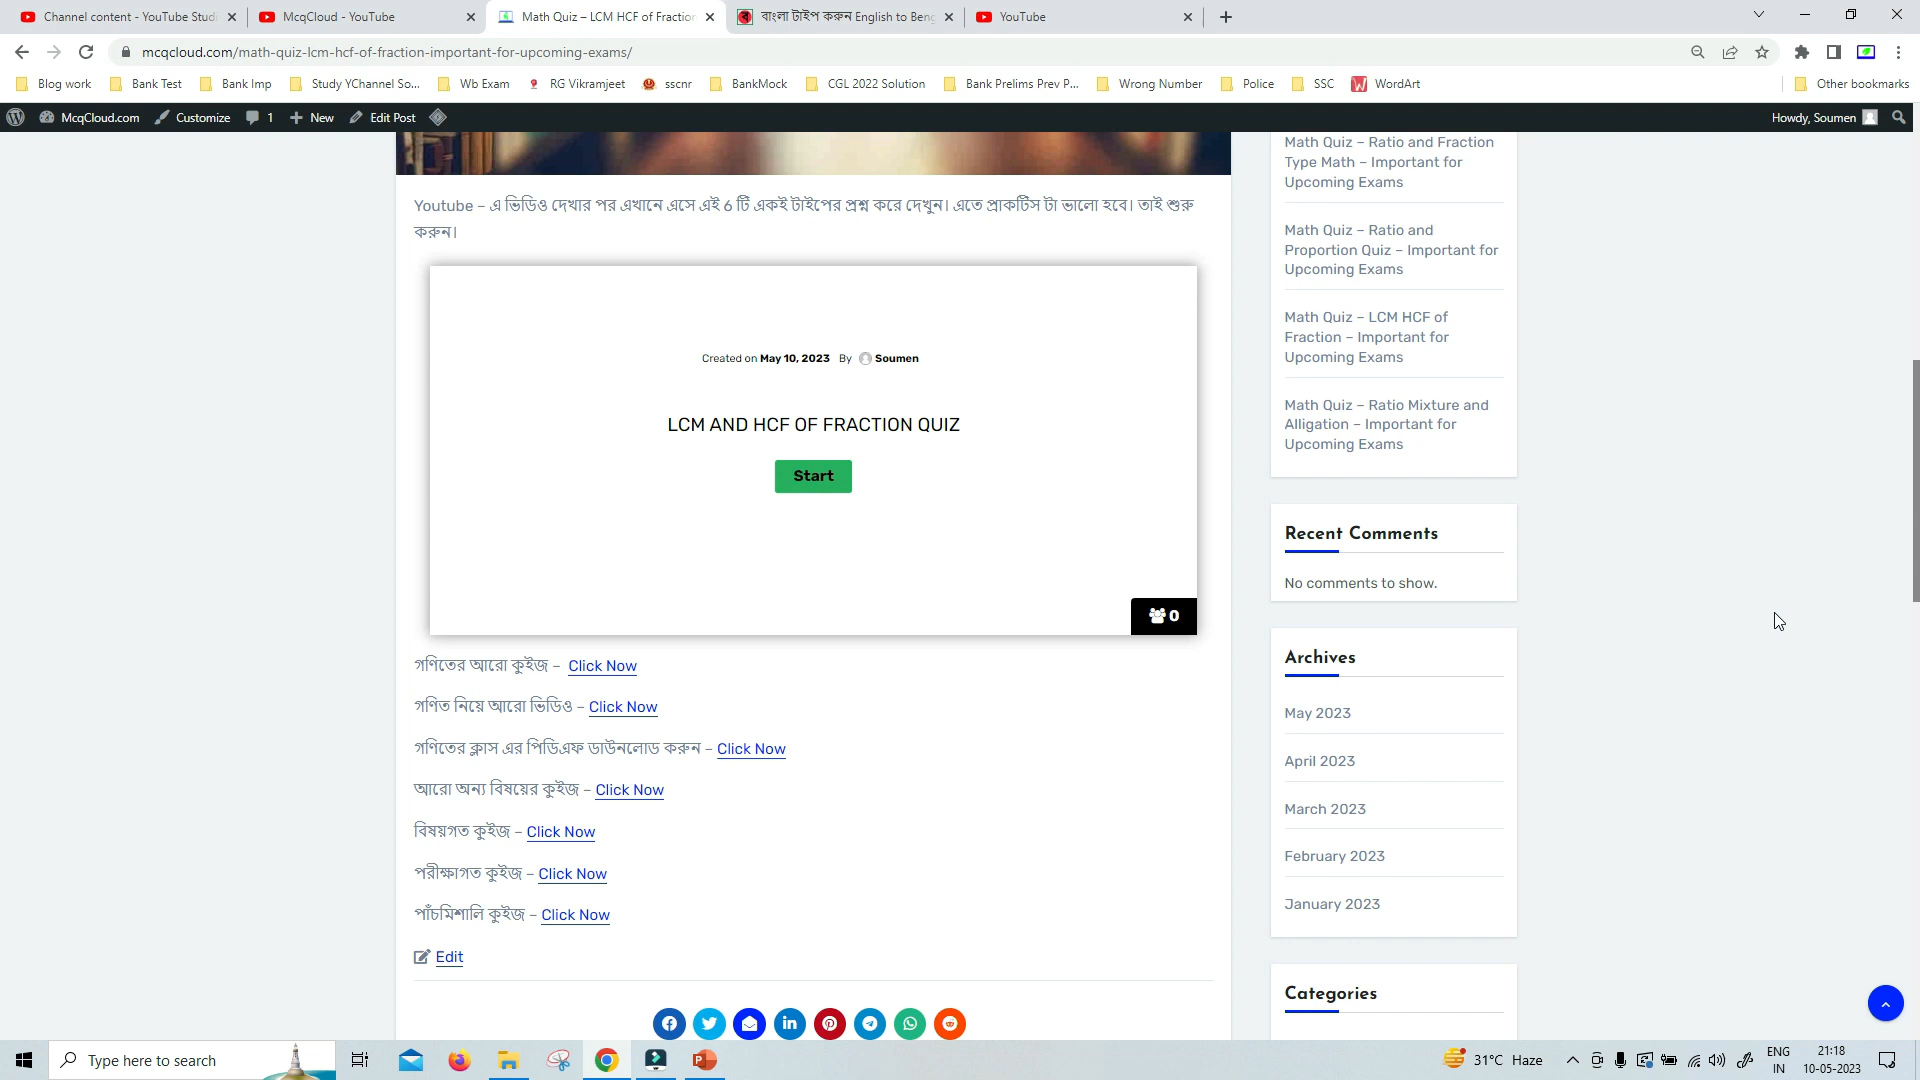 Channel content - YouTube Studi
McqCloud - YouTube
Math Quiz – LCM HCF of Fraction
বাংলা টাইপ করুন English to Beng
YouTube
mcqcloud.com/math-quiz-lcm-hcf-of-fraction-important-for-upcoming-exams/
Blog work
Bank Test
Bank Imp
Study YChannel So...
Wb Exam
RG Vikramjeet
sscnr
BankMock
CGL 2022 Solution
Bank Prelims Prev P...
Wrong Number
Police
SSC
WordArt
Other bookmarks
McqCloud.com
Customize
1
New
Edit Post
Howdy, Soumen
Youtube – এ ভিডিও দেখার পর এখানে এসে এই 6 টি একই টাইপের প্রশ্ন করে দেখুন। এতে প্রাকটিস টা ভালো হবে। তাই শুরু
করুন।
Created on May 10, 2023 By Soumen
LCM AND HCF OF FRACTION QUIZ
Start
0
গণিতের আরো কুইজ – Click Now
গণিত নিয়ে আরো ভিডিও – Click Now
গণিতের ক্লাস এর পিডিএফ ডাউনলোড করুন – Click Now
আরো অন্য বিষয়ের কুইজ – Click Now
বিষয়গত কুইজ – Click Now
পরীক্ষাগত কুইজ – Click Now
পাঁচমিশালি কুইজ – Click Now
Edit
Math Quiz – Ratio and Fraction
Type Math – Important for
Upcoming Exams
Math Quiz – Ratio and
Proportion Quiz – Important for
Upcoming Exams
Math Quiz – LCM HCF of
Fraction – Important for
Upcoming Exams
Math Quiz – Ratio Mixture and
Alligation – Important for
Upcoming Exams
Recent Comments
No comments to show.
Archives
May 2023
April 2023
March 2023
February 2023
January 2023
Categories
Type here to search
31°C Haze
ENG
IN
21:18
10-05-2023